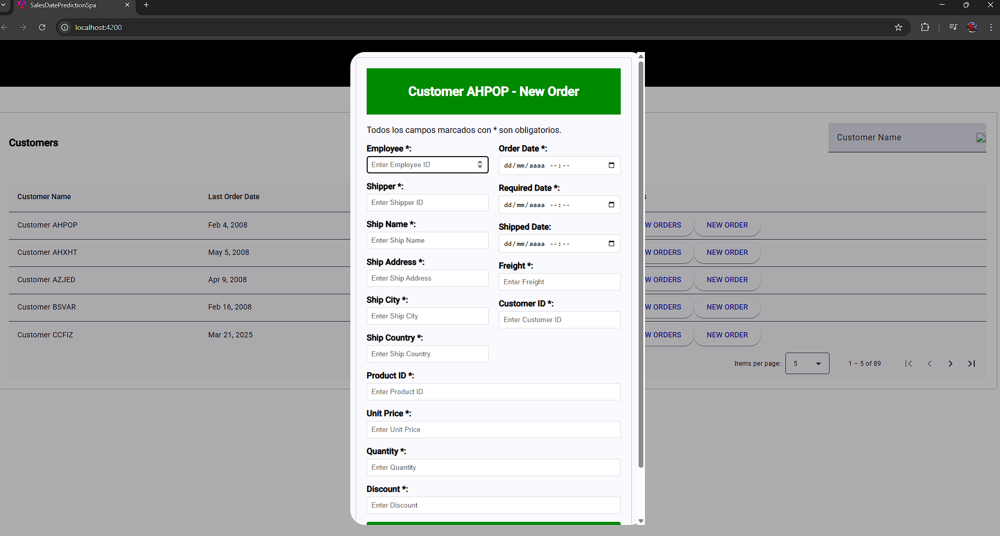 SalesDatePredictionSpa
localhost:4200
Customer AHPOP - New Order
Todos los campos marcados con * son obligatorios.
Employee *:
Enter Employee ID
Shipper *:
Enter Shipper ID
Ship Name *:
Enter Ship Name
Ship Address *:
Enter Ship Address
Ship City *:
Enter Ship City
Ship Country *:
Enter Ship Country
Order Date *:
dd/mm/aaaa --:--
Required Date *:
dd/mm/aaaa --:--
Shipped Date:
dd/mm/aaaa --:--
Freight *:
Enter Freight
Customer ID *:
Enter Customer ID
Product ID *:
Enter Product ID
Unit Price *:
Enter Unit Price
Quantity *:
Enter Quantity
Discount *:
Enter Discount
Customers
Customer Name
Customer Name Last Order Date s
Customer AHPOP Feb 4, 2008 W ORDERS NEW ORDER
Customer AHXHT May 5, 2008 W ORDERS NEW ORDER
Customer AZJED Apr 9, 2008 W ORDERS NEW ORDER
Customer BSVAR Feb 16, 2008 W ORDERS NEW ORDER
Customer CCFIZ Mar 21, 2025 W ORDERS NEW ORDER
Items per page: 5 1 – 5 of 89